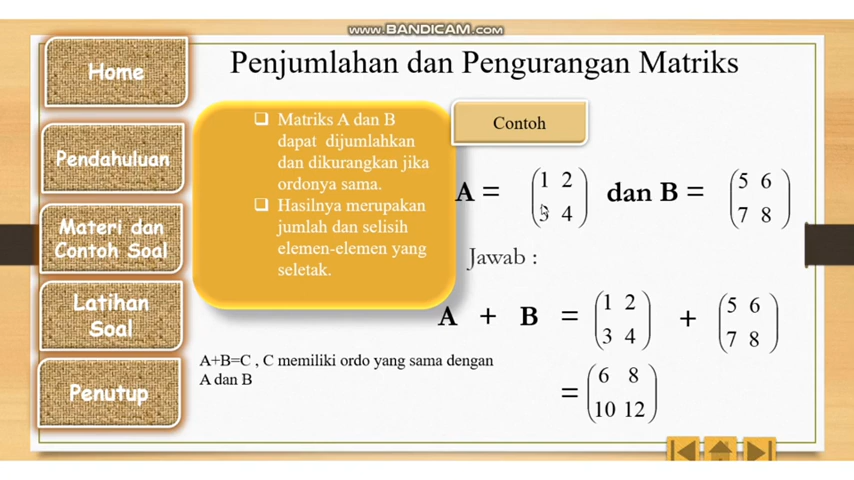 www.BANDICAM.com
Penjumlahan dan Pengurangan Matriks
Home
Pendahuluan
Materi dan
Contoh Soal
Latihan
Soal
Penutup
❑ Matriks A dan B
dapat dijumlahkan
dan dikurangkan jika
ordonya sama.
❑ Hasilnya merupakan
jumlah dan selisih
elemen-elemen yang
seletak.
A+B=C , C memiliki ordo yang sama dengan
A dan B
Contoh
A = (1 2
3 4) dan B = (5 6
7 8)
Jawab :
A + B = (1 2
3 4) + (5 6
7 8)
= (6 8
10 12)